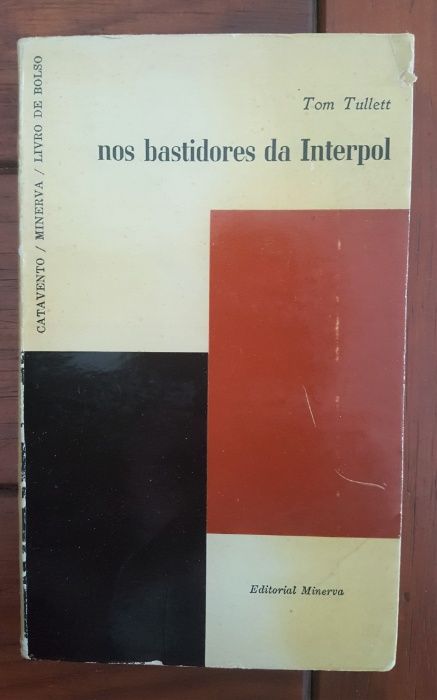 Tom Tullett
nos bastidores da Interpol
CATAVENTO / MINERVA / LIVRO DE BOLSO
Editorial Minerva